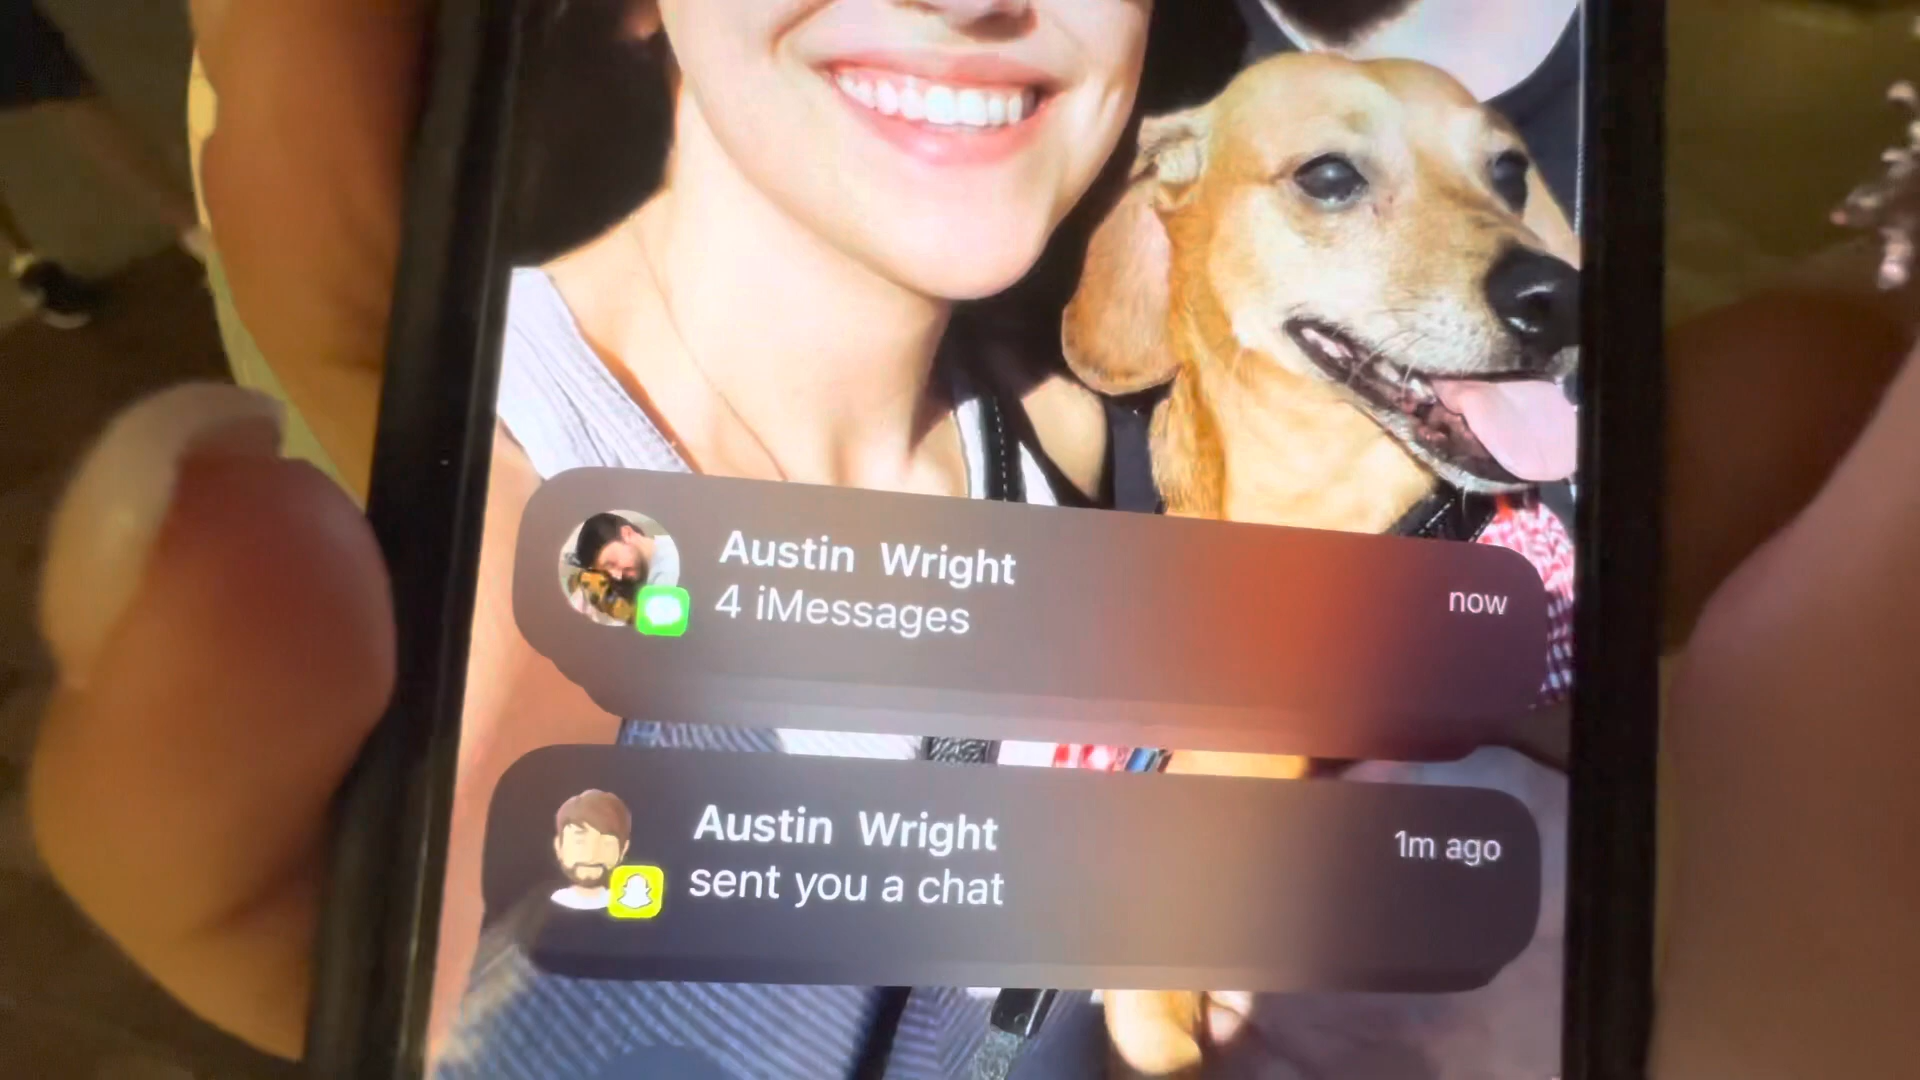 Austin Wright
4 iMessages
now
Austin Wright
1m ago
sent you a chat